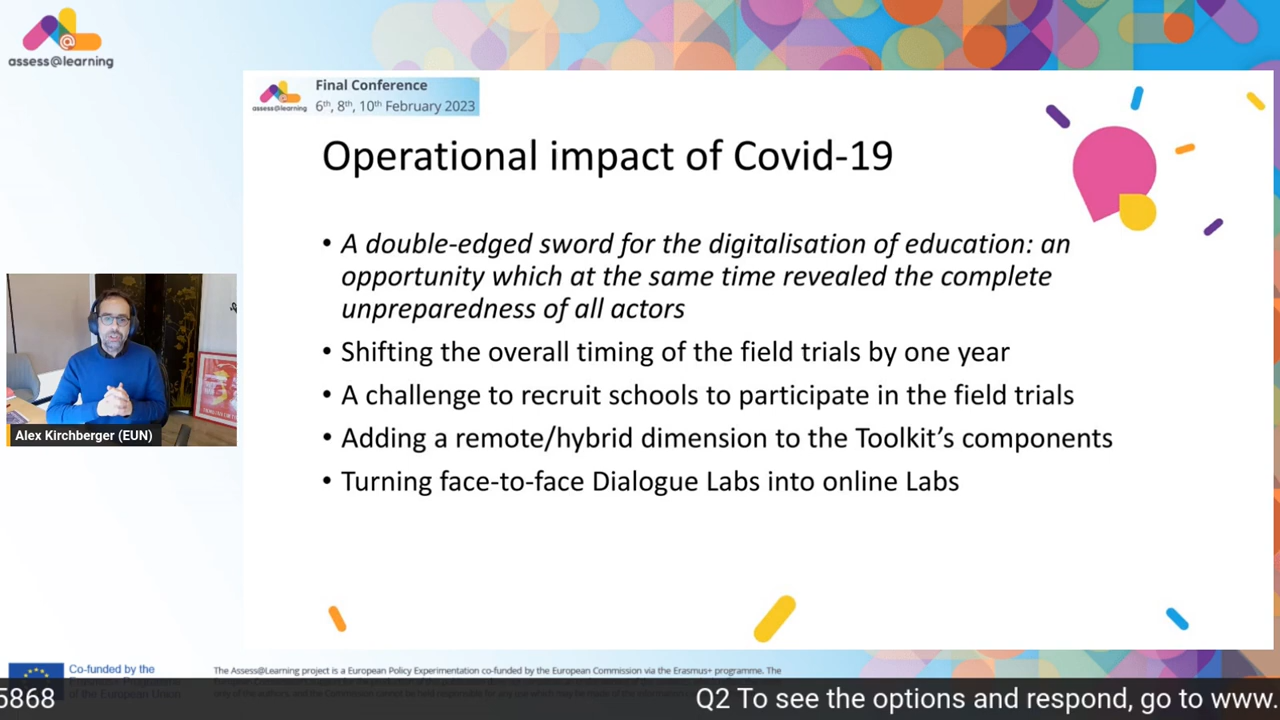 assess@learning
assess@learning
Final Conference
6th, 8th, 10th February 2023
Operational impact of Covid-19
• A double-edged sword for the digitalisation of education: an
opportunity which at the same time revealed the complete
unpreparedness of all actors
• Shifting the overall timing of the field trials by one year
• A challenge to recruit schools to participate in the field trials
• Adding a remote/hybrid dimension to the Toolkit's components
• Turning face-to-face Dialogue Labs into online Labs
Alex Kirchberger (EUN)
Co-funded by the
The Assess@Learning project is a European Policy Experimentation co-funded by the European Commission via the Erasmus+ programme. The
5868
Q2 To see the options and respond, go to www.